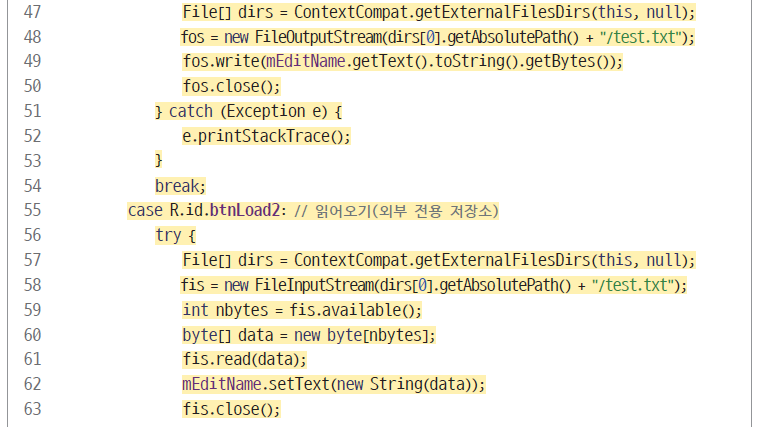 47 File[] dirs = ContextCompat.getExternalFilesDirs(this, null);
48 fos = new FileOutputStream(dirs[0].getAbsolutePath() + "/test.txt");
49 fos.write(mEditName.getText().toString().getBytes());
50 fos.close();
51 } catch (Exception e) {
52 e.printStackTrace();
53 }
54 break;
55 case R.id.btnLoad2: // 읽어오기(외부 전용 저장소)
56 try {
57 File[] dirs = ContextCompat.getExternalFilesDirs(this, null);
58 fis = new FileInputStream(dirs[0].getAbsolutePath() + "/test.txt");
59 int nbytes = fis.available();
60 byte[] data = new byte[nbytes];
61 fis.read(data);
62 mEditName.setText(new String(data));
63 fis.close();